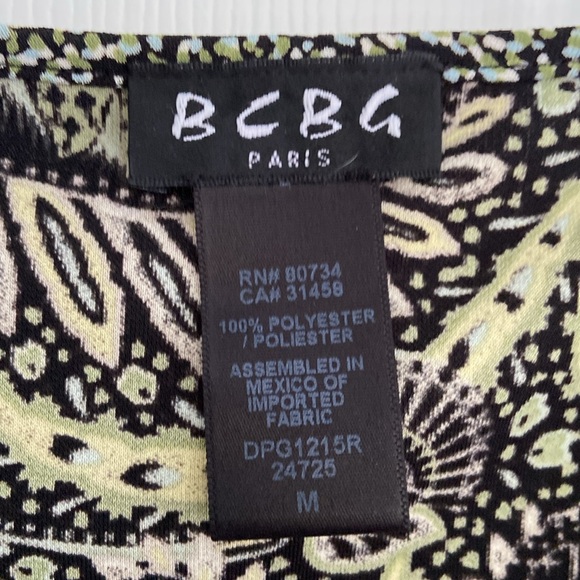 BCBG
PARIS
RN# 80734
CA# 31459
100% POLYESTER
/ POLIESTER
ASSEMBLED IN
MEXICO OF
IMPORTED
FABRIC
DPG1215R
24725
M